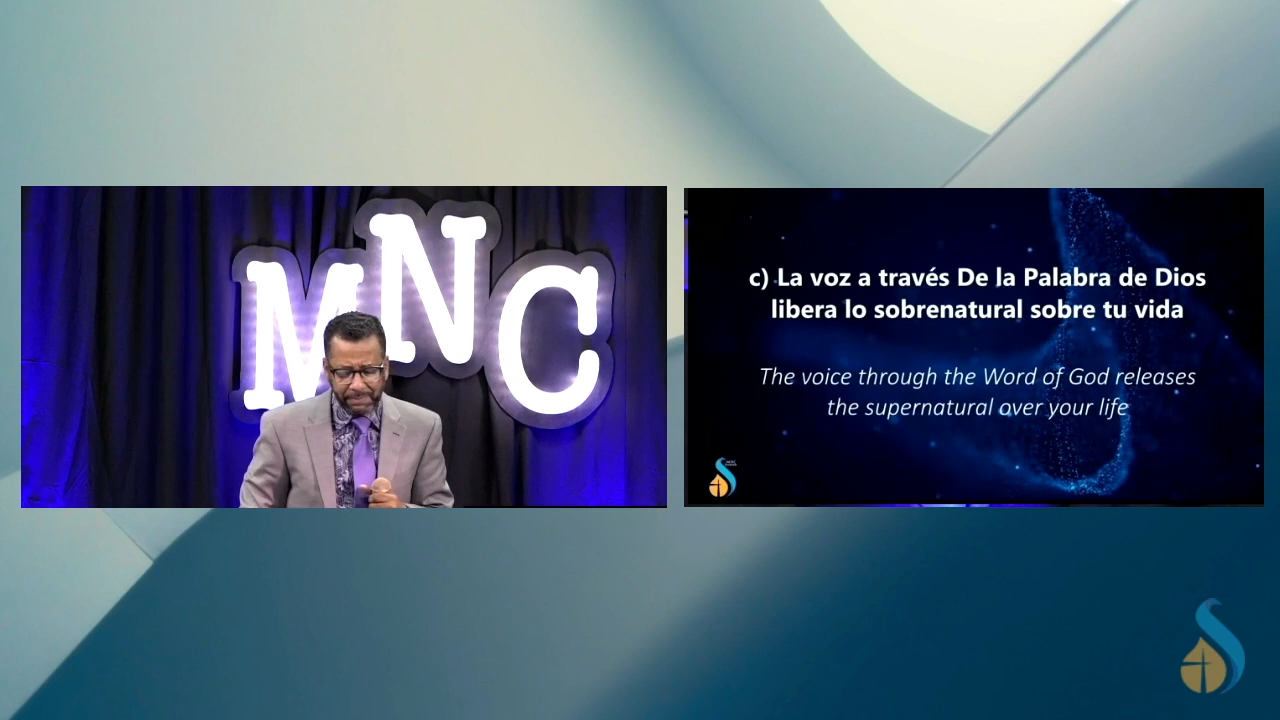 MNC
c) La voz a través De la Palabra de Dios
libera lo sobrenatural sobre tu vida
The voice through the Word of God releases
the supernatural over your life